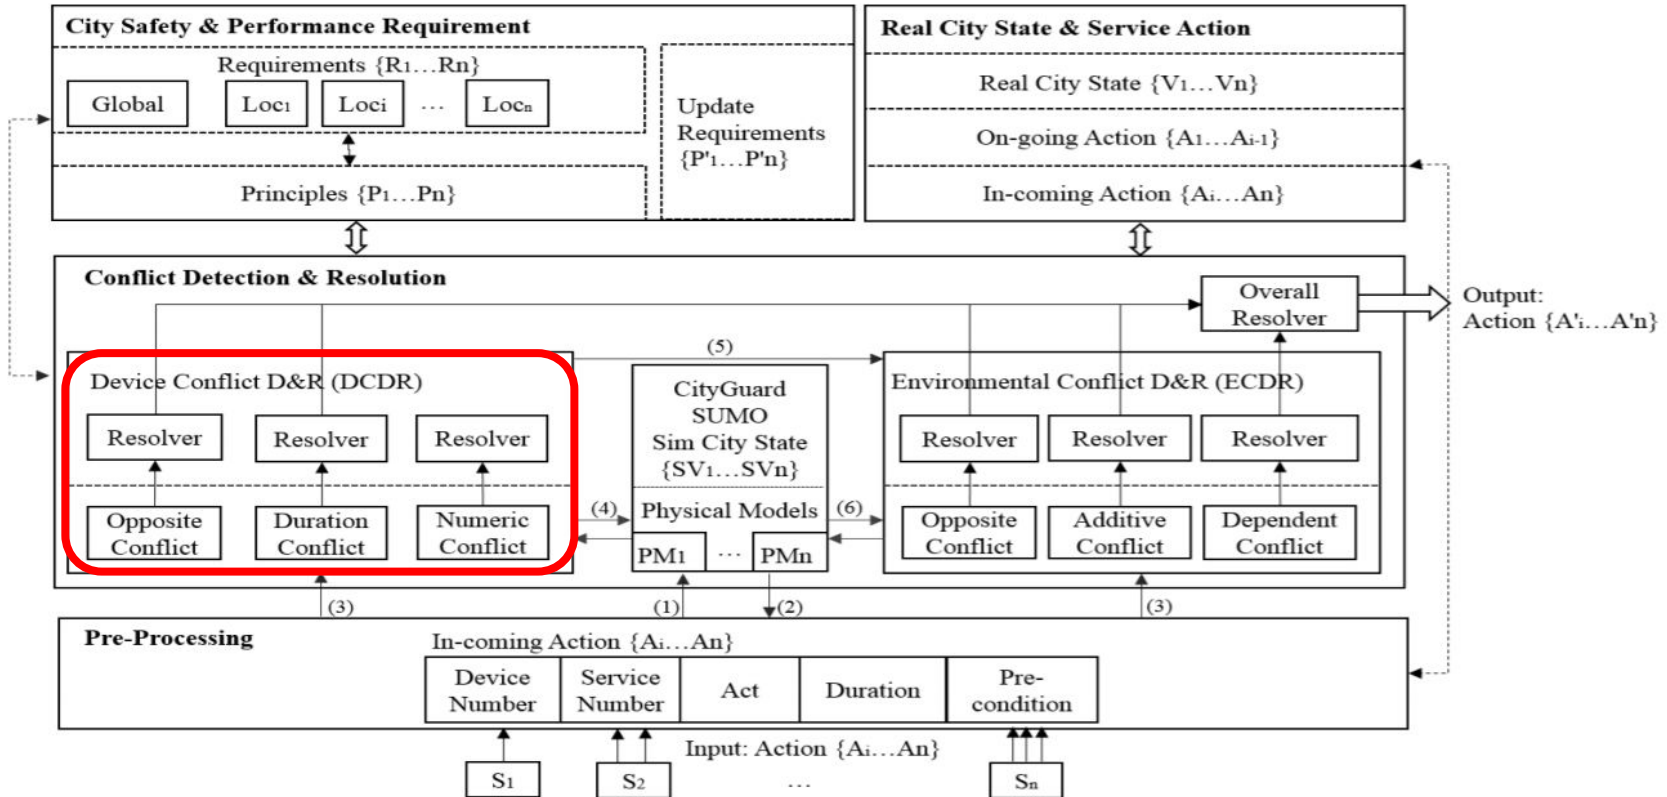 City Safety & Performance Requirement
Requirements {R1...Rn}
Global
Loc1
Loci
...
Locn
Update
Requirements
{P'1...P'n}
Principles {P1...Pn}
Real City State & Service Action
Real City State {V1...Vn}
On-going Action {A1...Ai-1}
In-coming Action {Ai...An}
Conflict Detection & Resolution
Overall
Resolver
Output:
Action {A'i...A'n}
Device Conflict D&R (DCDR)
Resolver
Resolver
Resolver
Opposite
Conflict
Duration
Conflict
Numeric
Conflict
(5)
CityGuard
SUMO
Sim City State
{SV1...SVn}
Physical Models
PM1
...
PMn
(4)
(6)
Environmental Conflict D&R (ECDR)
Resolver
Resolver
Resolver
Opposite
Conflict
Additive
Conflict
Dependent
Conflict
(3)
(1)
(2)
(3)
Pre-Processing
In-coming Action {Ai...An}
Device
Number
Service
Number
Act
Duration
Pre-
condition
Input: Action {Ai...An}
S1
S2
...
Sn